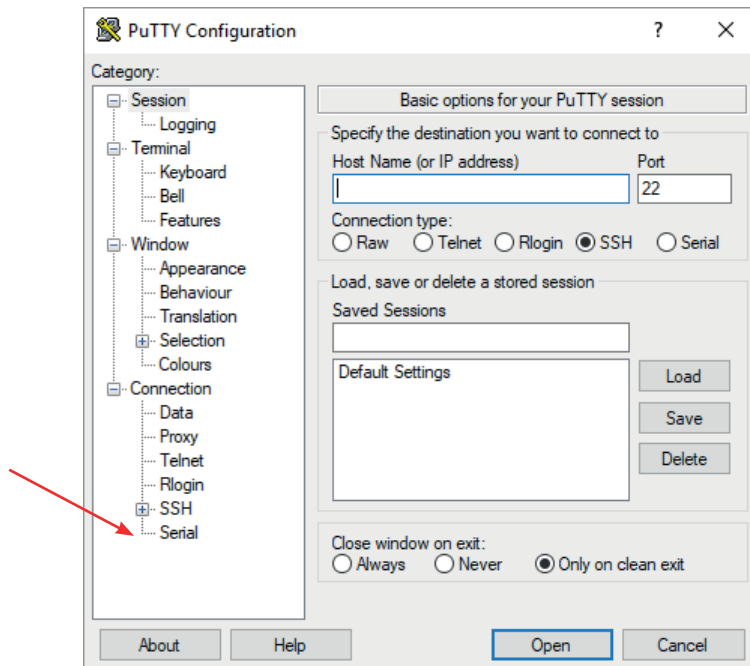 PuTTY Configuration
?
Category:
Session
Logging
Terminal
Keyboard
Bell
Features
Window
Appearance
Behaviour
Translation
Selection
Colours
Connection
Data
Proxy
Telnet
Rlogin
SSH
Serial
Basic options for your PuTTY session
Specify the destination you want to connect to
Host Name (or IP address) Port
22
Connection type:
Raw Telnet Rlogin SSH Serial
Load, save or delete a stored session
Saved Sessions
Default Settings
Load
Save
Delete
Close window on exit:
Always Never Only on clean exit
About Help Open Cancel